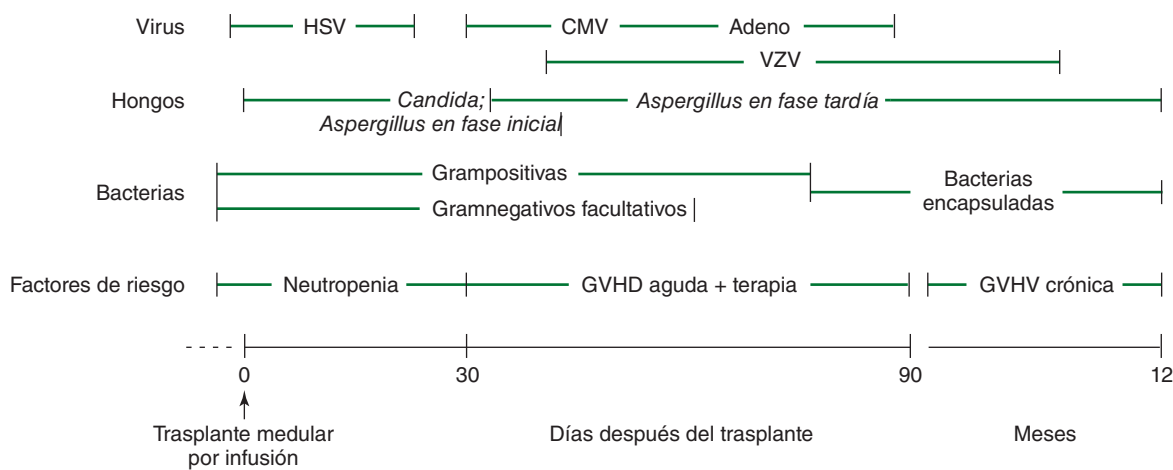 Virus HSV CMV Adeno
VZV
Hongos Candida; Aspergillus en fase tardía
Aspergillus en fase inicial
Grampositivas
Bacterias Bacterias
encapsuladas
Gramnegativos facultativos
Factores de riesgo Neutropenia GVHD aguda + terapia GVHV crónica
0 30 90 12
Trasplante medular Días después del trasplante Meses
por infusión